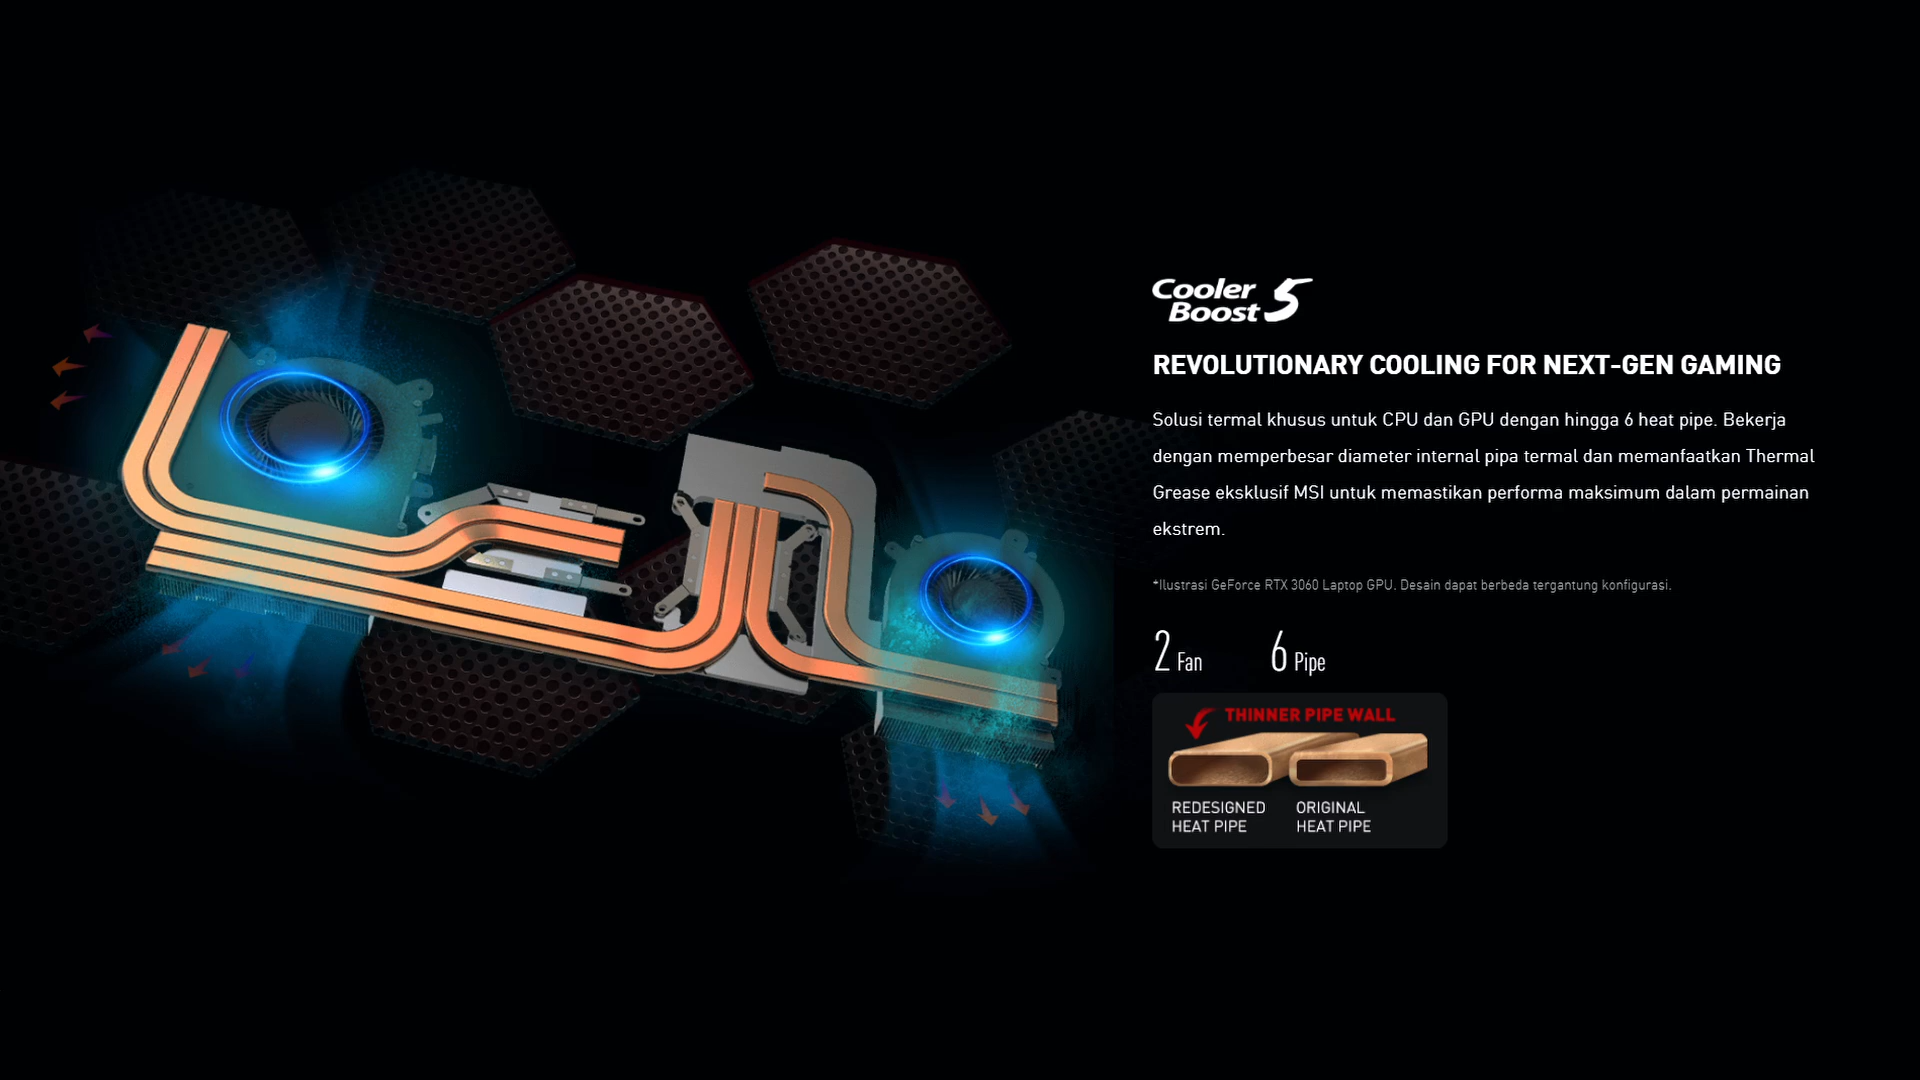 Cooler
Boost 5
REVOLUTIONARY COOLING FOR NEXT-GEN GAMING
Solusi termal khusus untuk CPU dan GPU dengan hingga 6 heat pipe. Bekerja
dengan memperbesar diameter internal pipa termal dan memanfaatkan Thermal
Grease eksklusif MSI untuk memastikan performa maksimum dalam permainan
ekstrem.
*Ilustrasi GeForce RTX 3060 Laptop GPU. Desain dapat berbeda tergantung konfigurasi.
2 Fan 6 Pipe
THINNER PIPE WALL
REDESIGNED ORIGINAL
HEAT PIPE HEAT PIPE